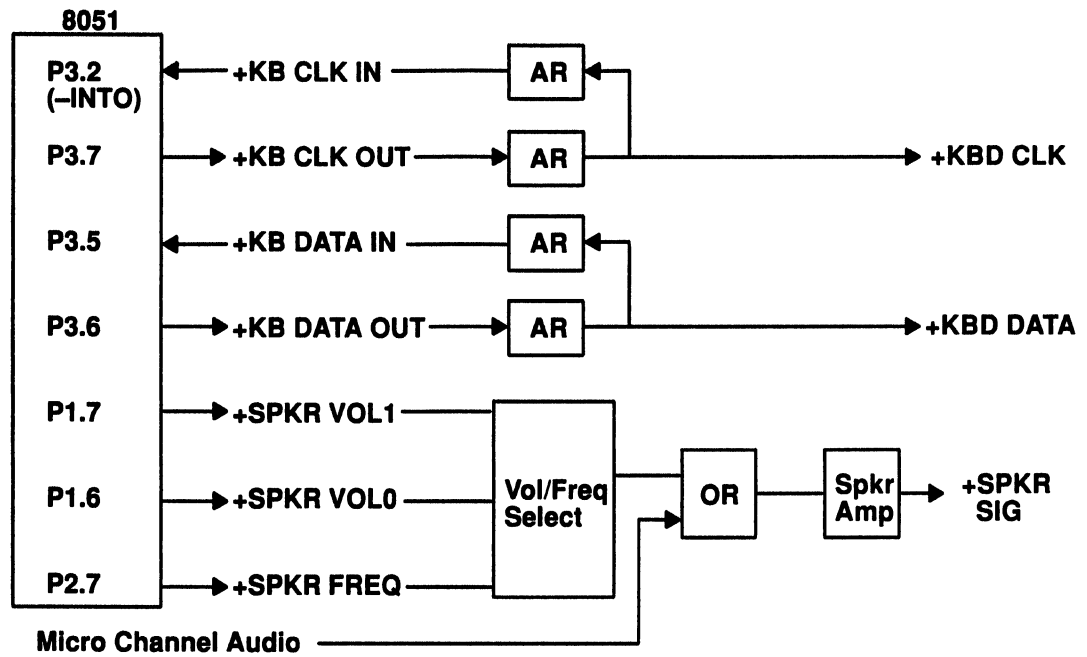 8051
P3.2 +KB CLK IN AR
(–INTO)
P3.7 +KB CLK OUT AR +KBD CLK
P3.5 +KB DATA IN AR
P3.6 +KB DATA OUT AR +KBD DATA
P1.7 +SPKR VOL1
P1.6 +SPKR VOL0 Vol/Freq OR Spkr +SPKR
Select Amp SIG
P2.7 +SPKR FREQ
Micro Channel Audio